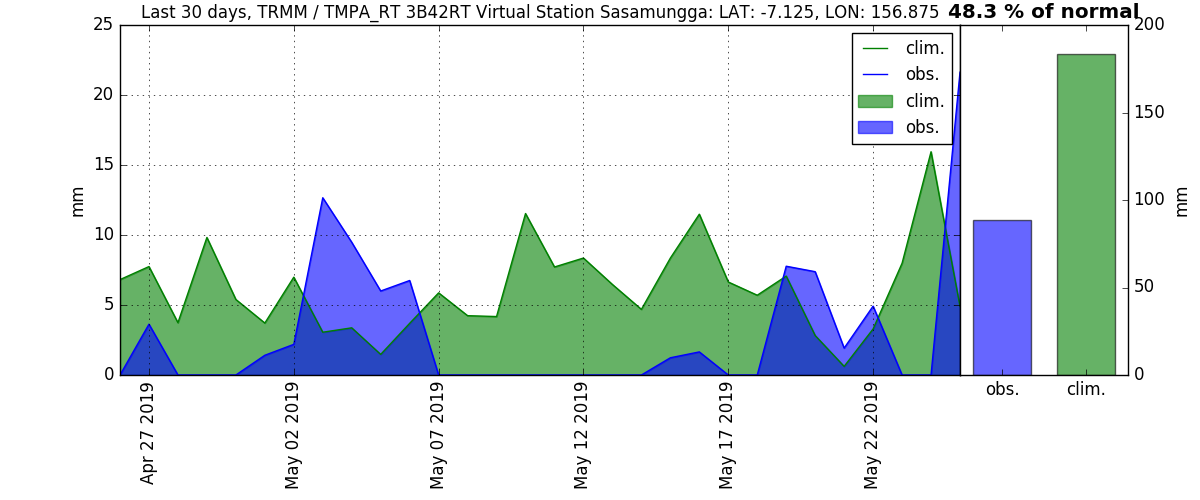 Last 30 days, TRMM / TMPA_RT 3B42RT Virtual Station Sasamungga: LAT: -7.125, LON: 156.875
48.3 % of normal
25
20
15
10
5
0
mm
clim.
obs.
clim.
obs.
Apr 27 2019
May 02 2019
May 07 2019
May 12 2019
May 17 2019
May 22 2019
200
150
100
50
0
mm
obs.
clim.